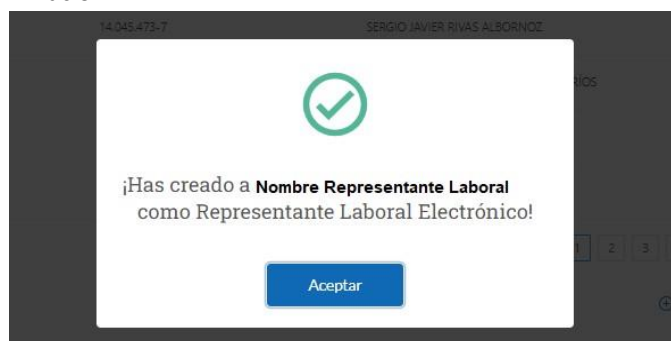 14.045.473-7 SERGIO JAVIER RIVAS ALBORNOZ
RÍOS
¡Has creado a Nombre Representante Laboral
como Representante Laboral Electrónico!
1 2 3
Aceptar